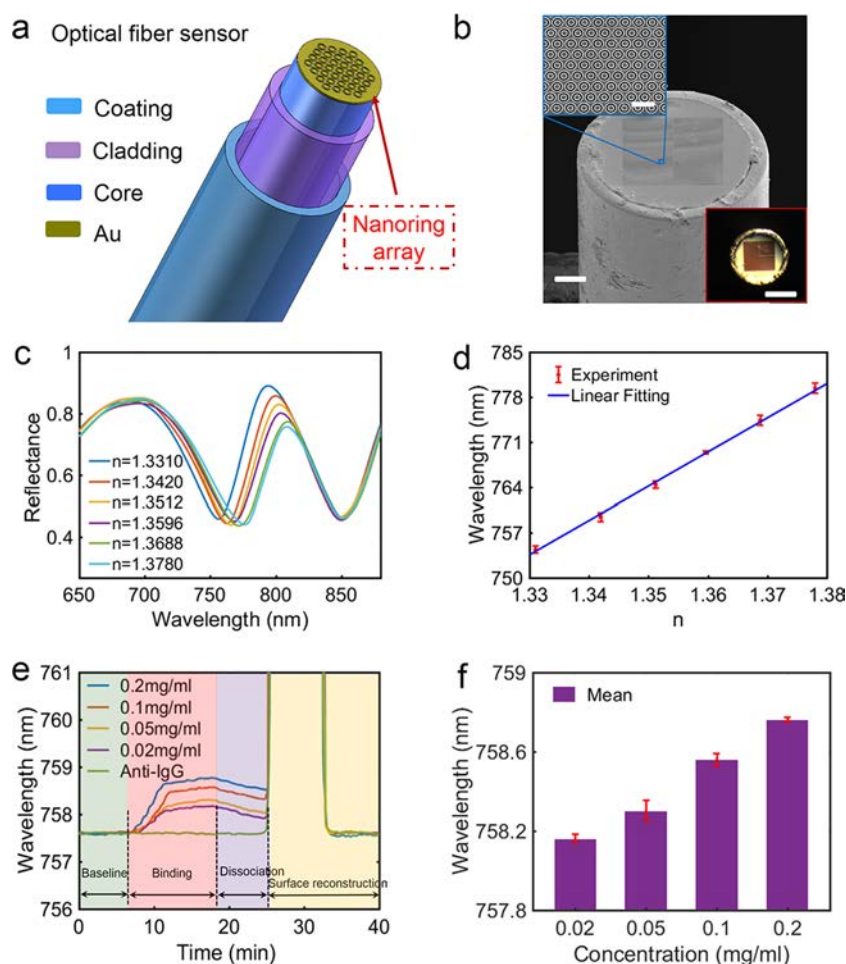 a
Optical fiber sensor
Coating
Cladding
Core
Au
Nanoring
array
b
c
1
0.8
0.6
0.4
Reflectance
n=1.3310
n=1.3420
n=1.3512
n=1.3596
n=1.3688
n=1.3780
650
700
750
800
850
Wavelength (nm)
d
785
778
771
764
757
750
Wavelength (nm)
Experiment
Linear Fitting
1.33
1.34
1.35
1.36
1.37
1.38
n
e
761
760
759
758
757
756
Wavelength (nm)
0.2mg/ml
0.1mg/ml
0.05mg/ml
0.02mg/ml
Anti-IgG
Baseline
Binding
Dissociation
Surface reconstruction
0
10
20
30
40
Time (min)
f
759
758.6
758.2
757.8
Wavelength (nm)
Mean
0.02
0.05
0.1
0.2
Concentration (mg/ml)